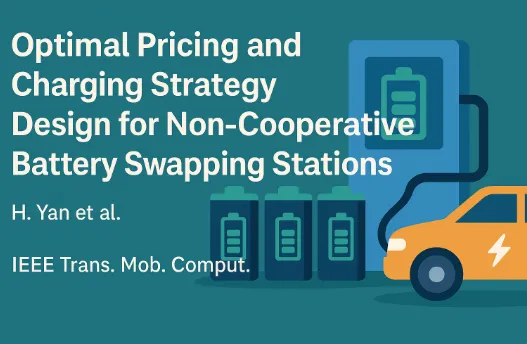 Optimal Pricing and
Charging Strategy
Design for Non-Cooperative
Battery Swapping Stations
H. Yan et al.
IEEE Trans. Mob. Comput.